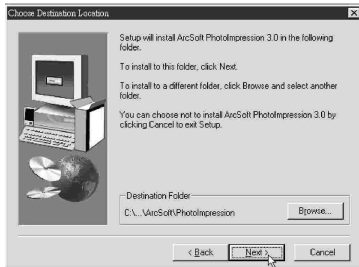 Choose Destination Location
Setup will install ArcSoft PhotoImpression 3.0 in the following
folder.
To install to this folder, click Next.
To install to a different folder, click Browse and select another
folder.
You can choose not to install ArcSoft PhotoImpression 3.0 by
clicking Cancel to exit Setup.
Destination Folder
C:\...\ArcSoft\PhotoImpression
Browse...
< Back
Next >
Cancel